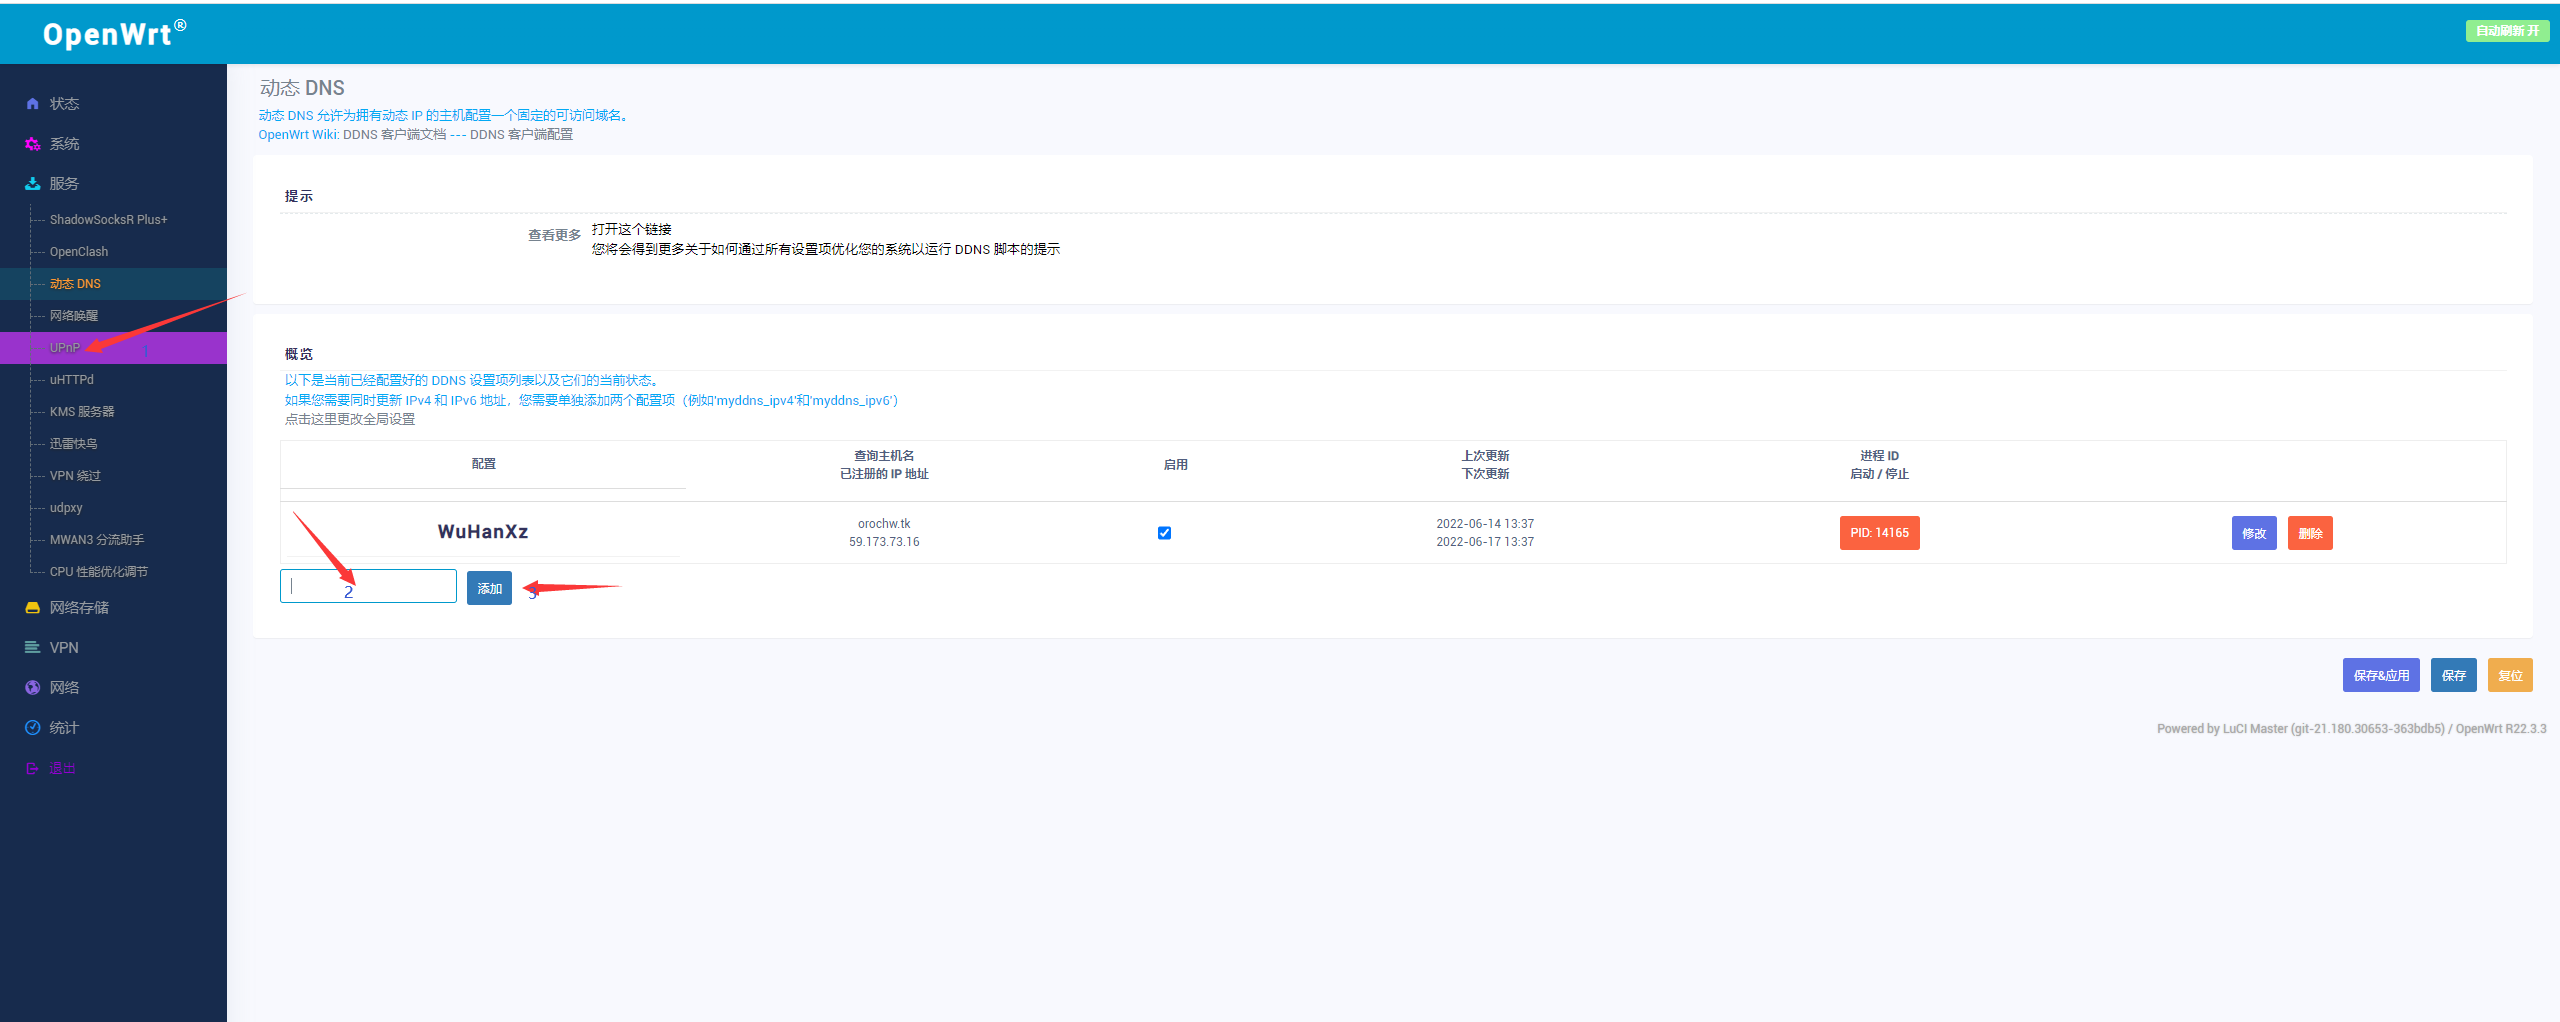 OpenWrt®
自动刷新 开
状态
系统
服务
ShadowSocksR Plus+
OpenClash
动态 DNS
网络唤醒
UPnP
uHTTPd
KMS 服务器
迅雷快鸟
VPN 绕过
udpxy
MWAN3 分流助手
CPU 性能优化调节
网络存储
VPN
网络
统计
退出
动态 DNS
动态 DNS 允许为拥有动态 IP 的主机配置一个固定的可访问域名。
OpenWrt Wiki: DDNS 客户端文档 --- DDNS 客户端配置
提示
查看更多
打开这个链接
您将会得到更多关于如何通过所有设置项优化您的系统以运行 DDNS 脚本的提示
概览
以下是当前已经配置好的 DDNS 设置项列表以及它们的当前状态。
如果您需要同时更新 IPv4 和 IPv6 地址，您需要单独添加两个配置项（例如'myddns_ipv4'和'myddns_ipv6'）
点击这里更改全局设置
配置
查询主机名
已注册的 IP 地址
启用
上次更新
下次更新
进程 ID
启动 / 停止
WuHanXz
orochw.tk
59.173.73.16
2022-06-14 13:37
2022-06-17 13:37
PID: 14165
修改
删除
2
添加
3
保存&应用
保存
复位
Powered by LuCI Master (git-21.180.30653-363bdb5) / OpenWrt R22.3.3